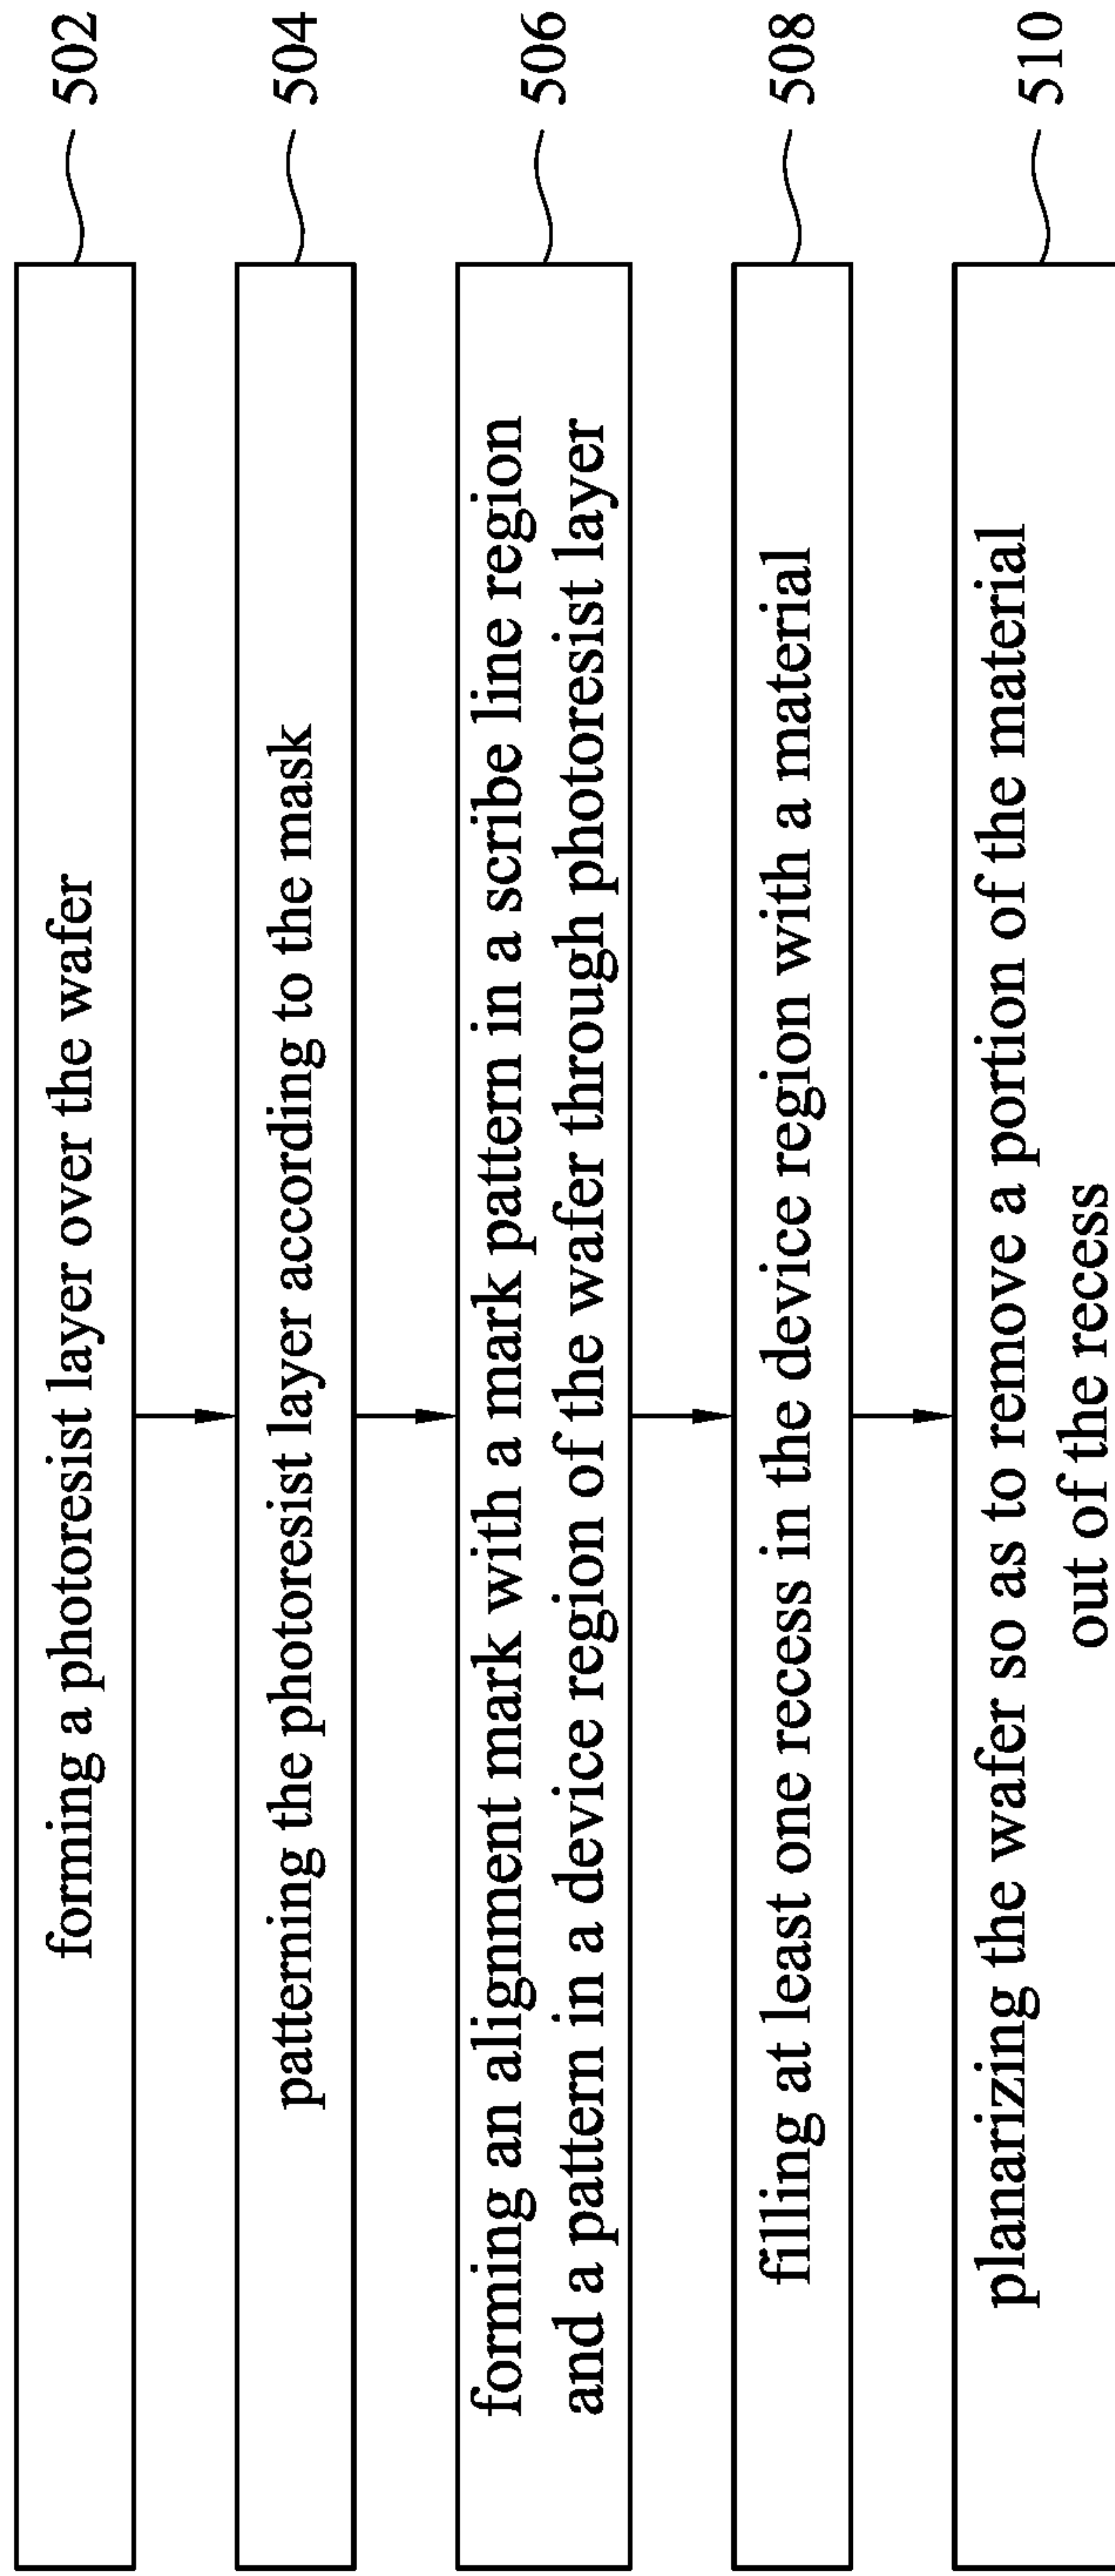 forming a photoresist layer over the wafer
502
patterning the photoresist layer according to the mask
504
forming an alignment mark with a mark pattern in a scribe line region
and a pattern in a device region of the wafer through photoresist layer
506
filling at least one recess in the device region with a material
508
planarizing the wafer so as to remove a portion of the material
out of the recess
510